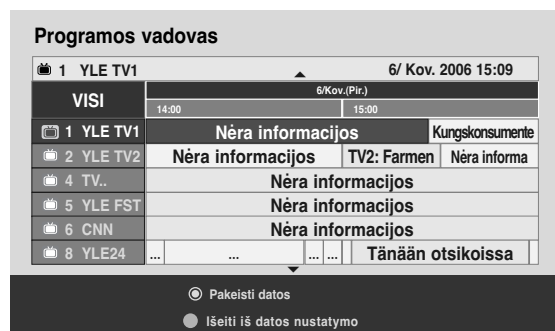 Programos vadovas
1 YLE TV1 6/ Kov. 2006 15:09
VISI 6/Kov.(Pir.)
14:00 15:00
1 YLE TV1 Nėra informacijos Kungskonsumente
2 YLE TV2 Nėra informacijos TV2: Farmen Nėra informa
4 TV.. Nėra informacijos
5 YLE FST Nėra informacijos
6 CNN Nėra informacijos
8 YLE24 ... ... ... ... Tänään otsikoissa
Pakeisti datos
Išeiti iš datos nustatymo